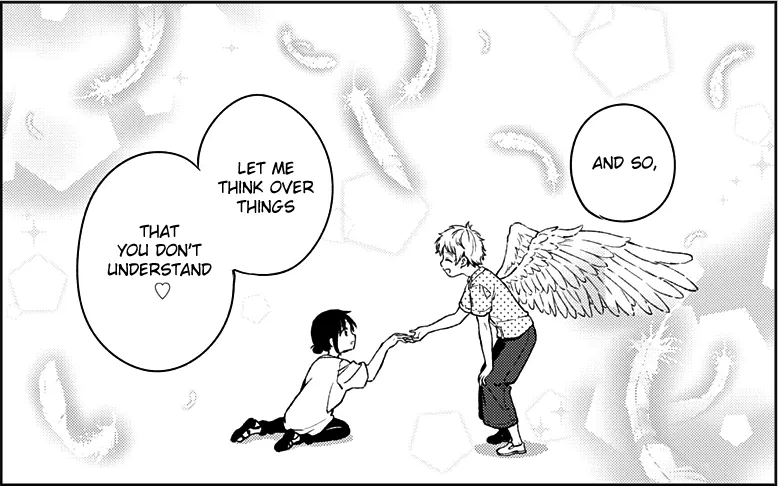 AND SO,
LET ME
THINK OVER
THINGS
THAT
YOU DON'T
UNDERSTAND
♡